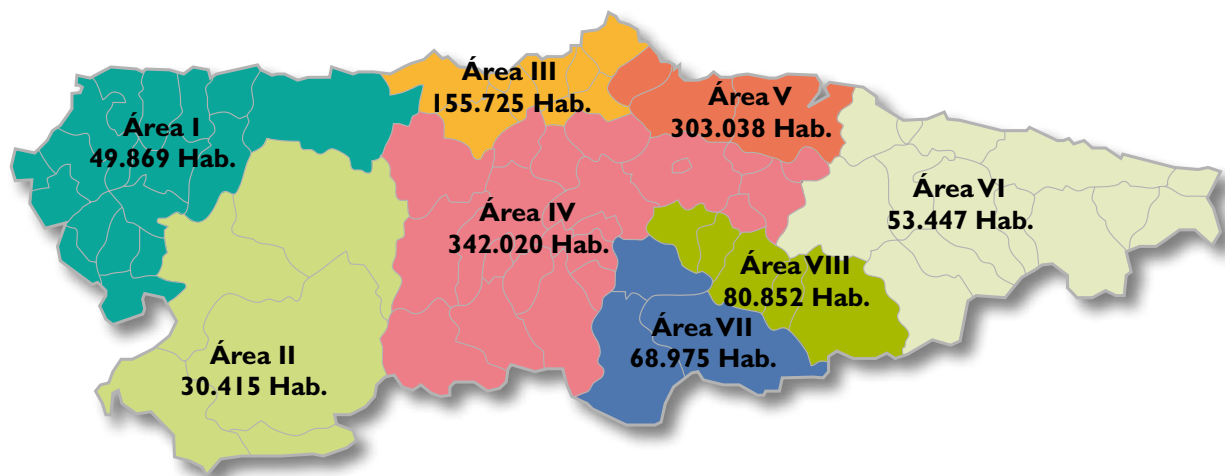 Área I
49.869 Hab.
Área II
30.415 Hab.
Área III
155.725 Hab.
Área IV
342.020 Hab.
Área V
303.038 Hab.
Área VI
53.447 Hab.
Área VII
68.975 Hab.
Área VIII
80.852 Hab.